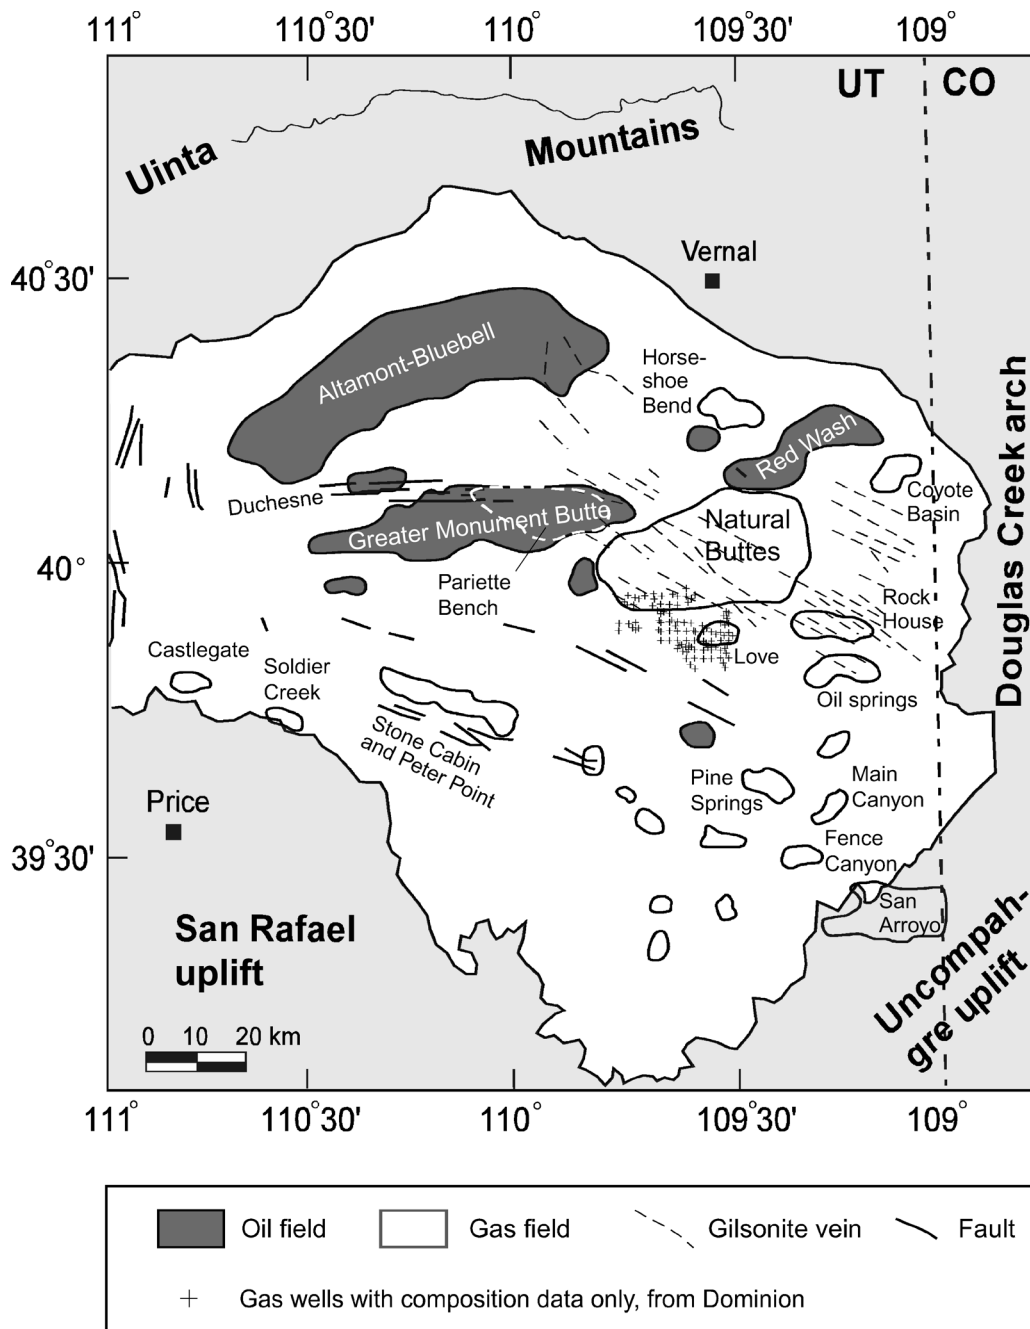 111° 110°30' 110° 109°30' 109°
UT CO
Uinta
Mountains
Vernal
40°30'
Altamont-Bluebell
Horse-
shoe
Bend
Red Wash
Duchesne
Coyote
Basin
Greater Monument Butte
Natural
Buttes
40°
Pariette
Bench
Rock
House
Douglas Creek arch
Castlegate
Soldier
Creek
Love
Oil springs
Stone Cabin
and Peter Point
Price
Pine
Springs
Main
Canyon
39°30'
Fence
Canyon
San
Arroyo
San Rafael
uplift
Uncompah-
gre uplift
0 10 20 km
111° 110°30' 110° 109°30' 109°
Oil field Gas field Gilsonite vein Fault
+ Gas wells with composition data only, from Dominion